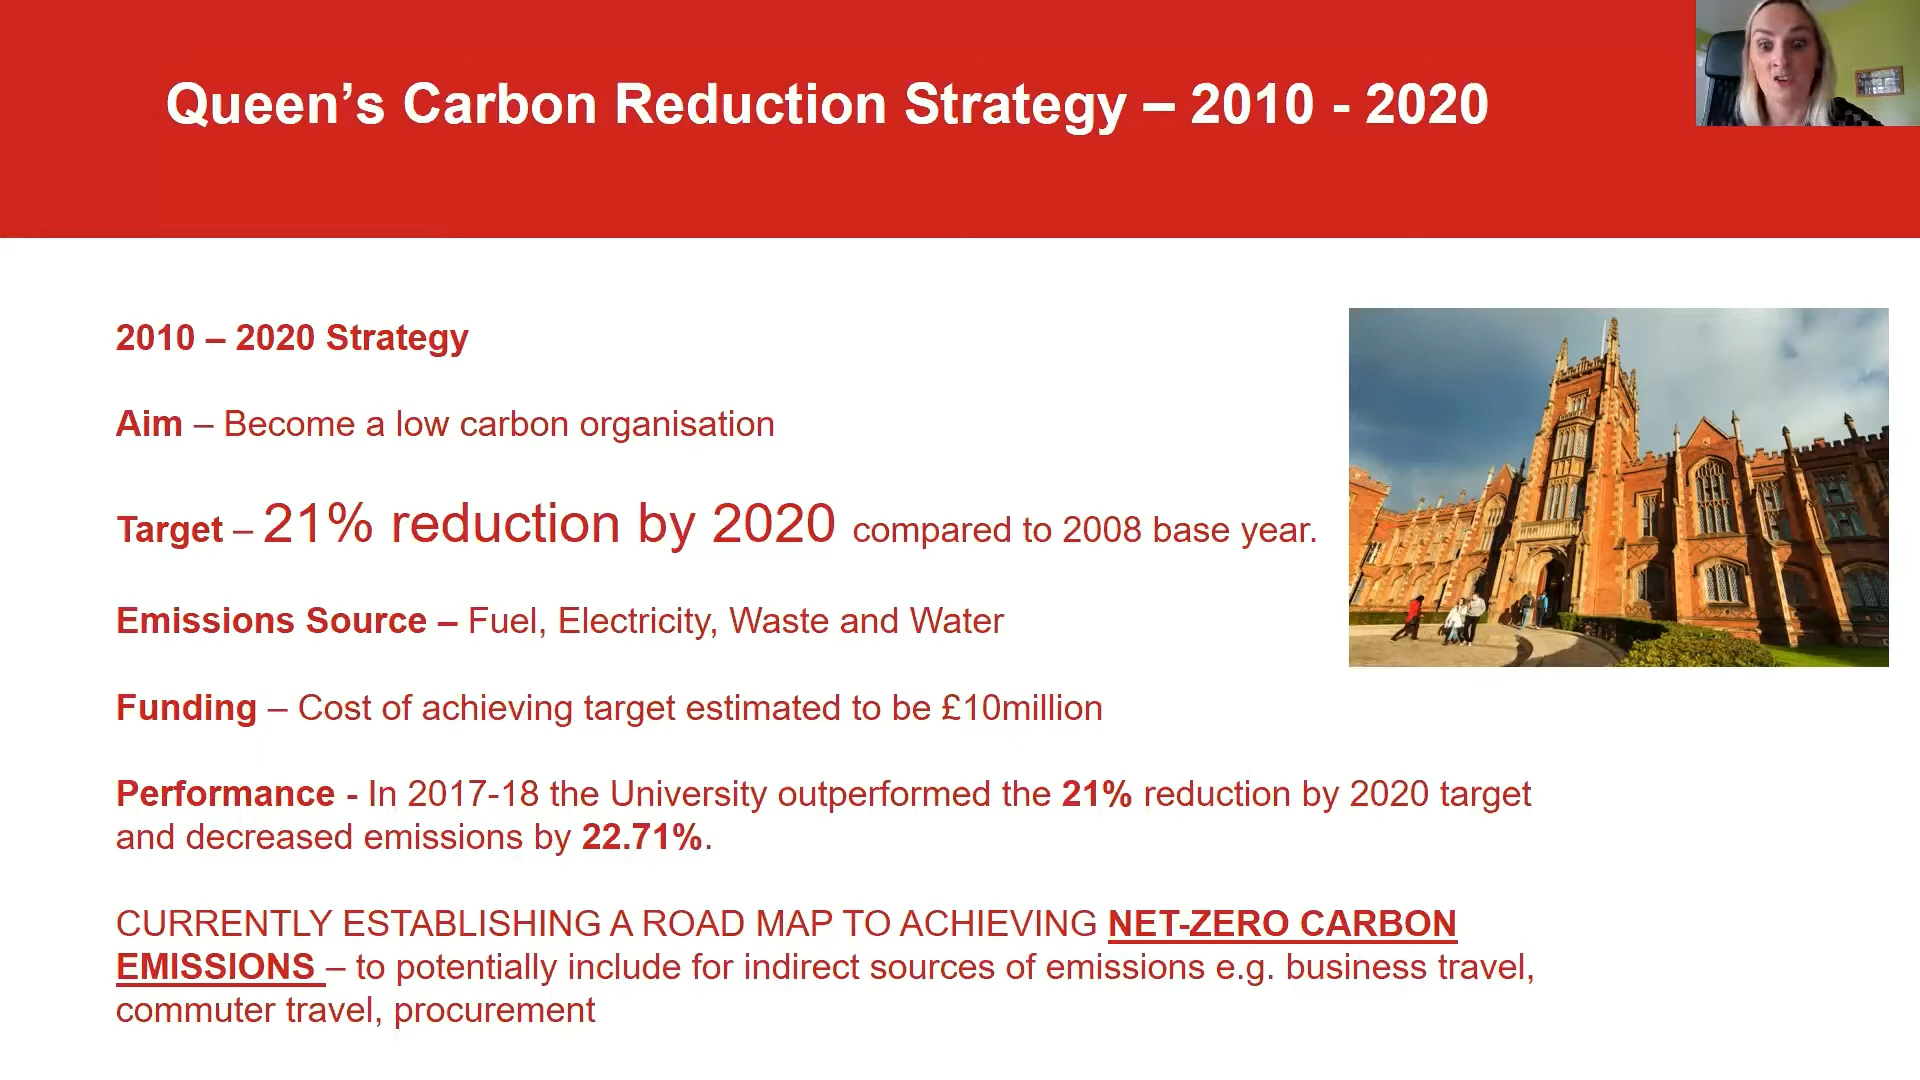 Queen’s Carbon Reduction Strategy – 2010 - 2020
2010 – 2020 Strategy
Aim – Become a low carbon organisation
Target – 21% reduction by 2020 compared to 2008 base year.
Emissions Source – Fuel, Electricity, Waste and Water
Funding – Cost of achieving target estimated to be £10million
Performance - In 2017-18 the University outperformed the 21% reduction by 2020 target
and decreased emissions by 22.71%.
CURRENTLY ESTABLISHING A ROAD MAP TO ACHIEVING NET-ZERO CARBON
EMISSIONS – to potentially include for indirect sources of emissions e.g. business travel,
commuter travel, procurement